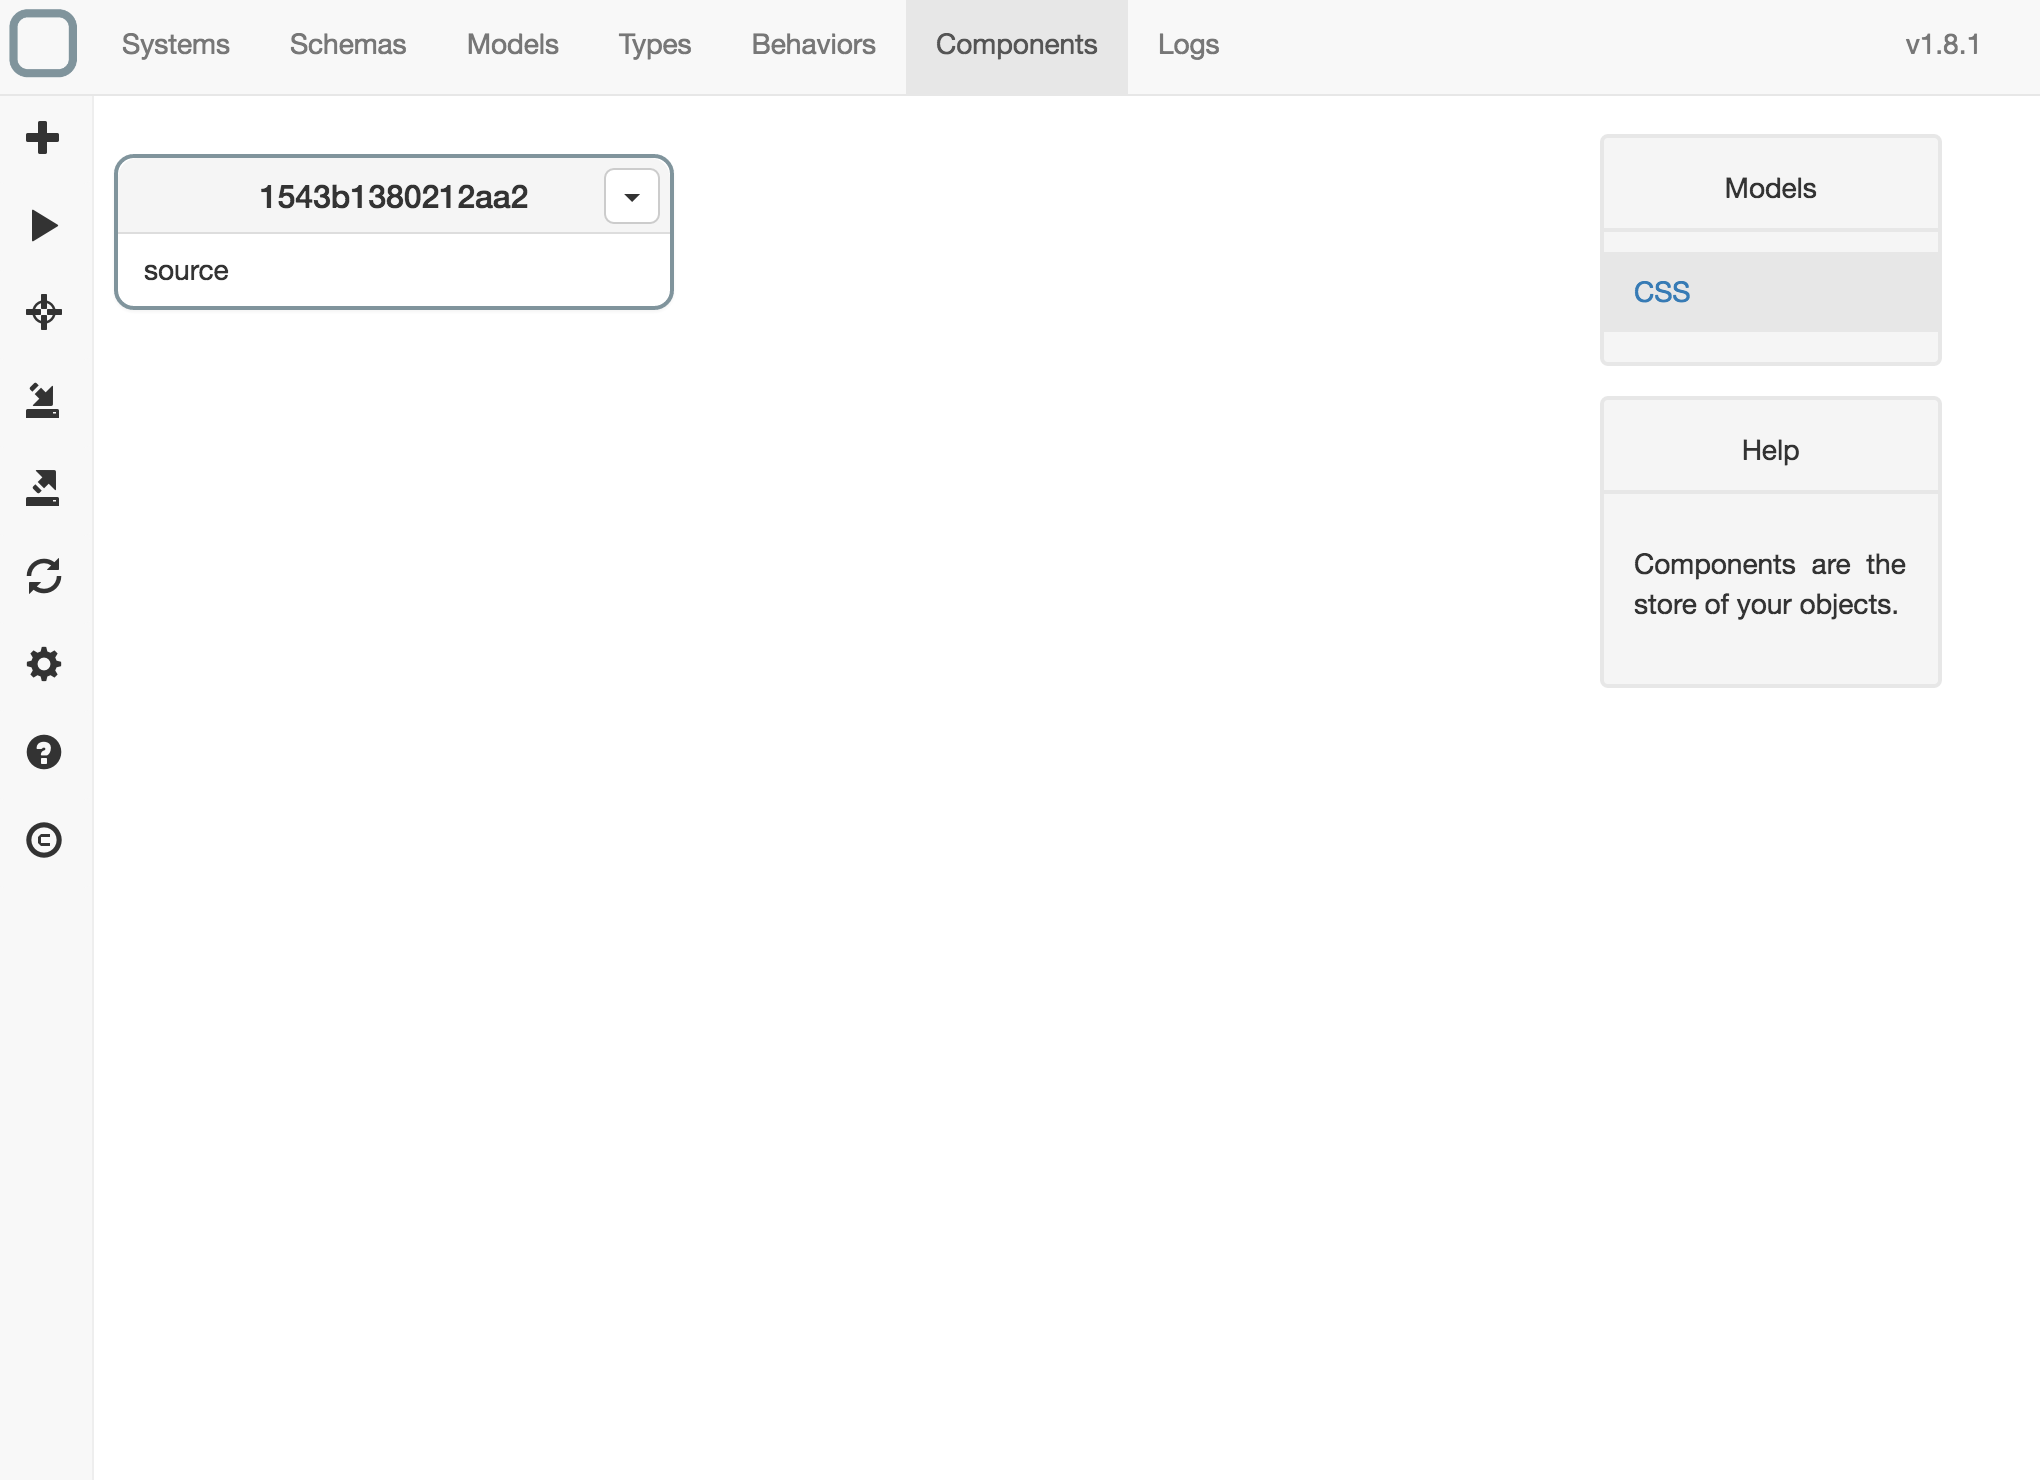 Systems Schemas Models Types Behaviors Components Logs v1.8.1
1543b1380212aa2
source
Models
CSS
Help
Components are the
store of your objects.